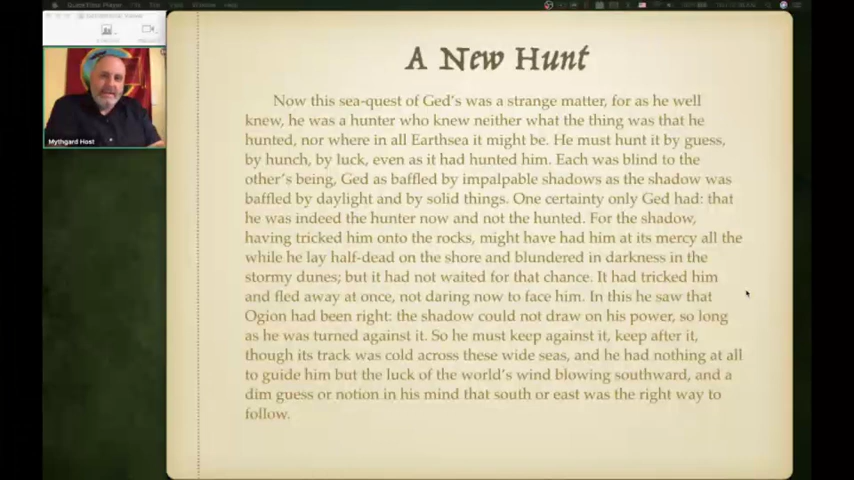 A New Hunt
Now this sea-quest of Ged's was a strange matter, for as he well
knew, he was a hunter who knew neither what the thing was that he
hunted, nor where in all Earthsea it might be. He must hunt it by guess,
by hunch, by luck, even as it had hunted him. Each was blind to the
other's being, Ged as baffled by impalpable shadows as the shadow was
baffled by daylight and by solid things. One certainty only Ged had: that
he was indeed the hunter now and not the hunted. For the shadow,
having tricked him onto the rocks, might have had him at its mercy all the
while he lay half-dead on the shore and blundered in darkness in the
stormy dunes; but it had not waited for that chance. It had tricked him
and fled away at once, not daring now to face him. In this he saw that
Ogion had been right: the shadow could not draw on his power, so long
as he was turned against it. So he must keep against it, keep after it,
though its track was cold across these wide seas, and he had nothing at all
to guide him but the luck of the world's wind blowing southward, and a
dim guess or notion in his mind that south or east was the right way to
follow.
Mythgard Host